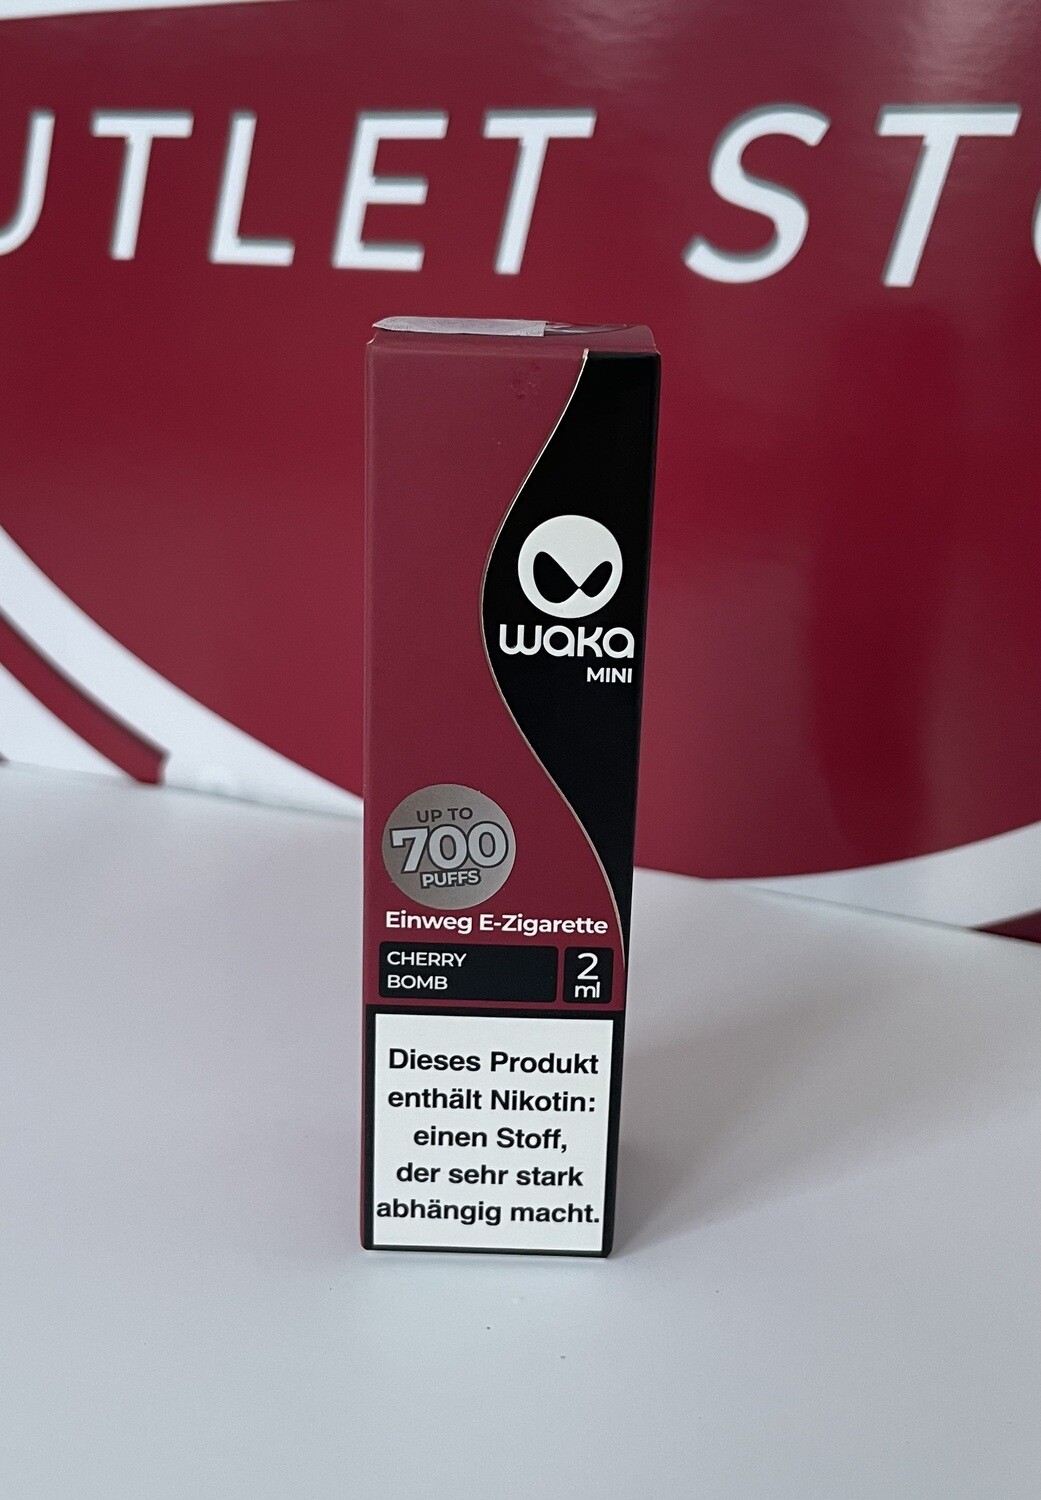 UTLET ST
waka
MINI
UP TO
700
PUFFS
Einweg E-Zigarette
CHERRY
BOMB
2
ml
Dieses Produkt
enthält Nikotin:
einen Stoff,
der sehr stark
abhängig macht.